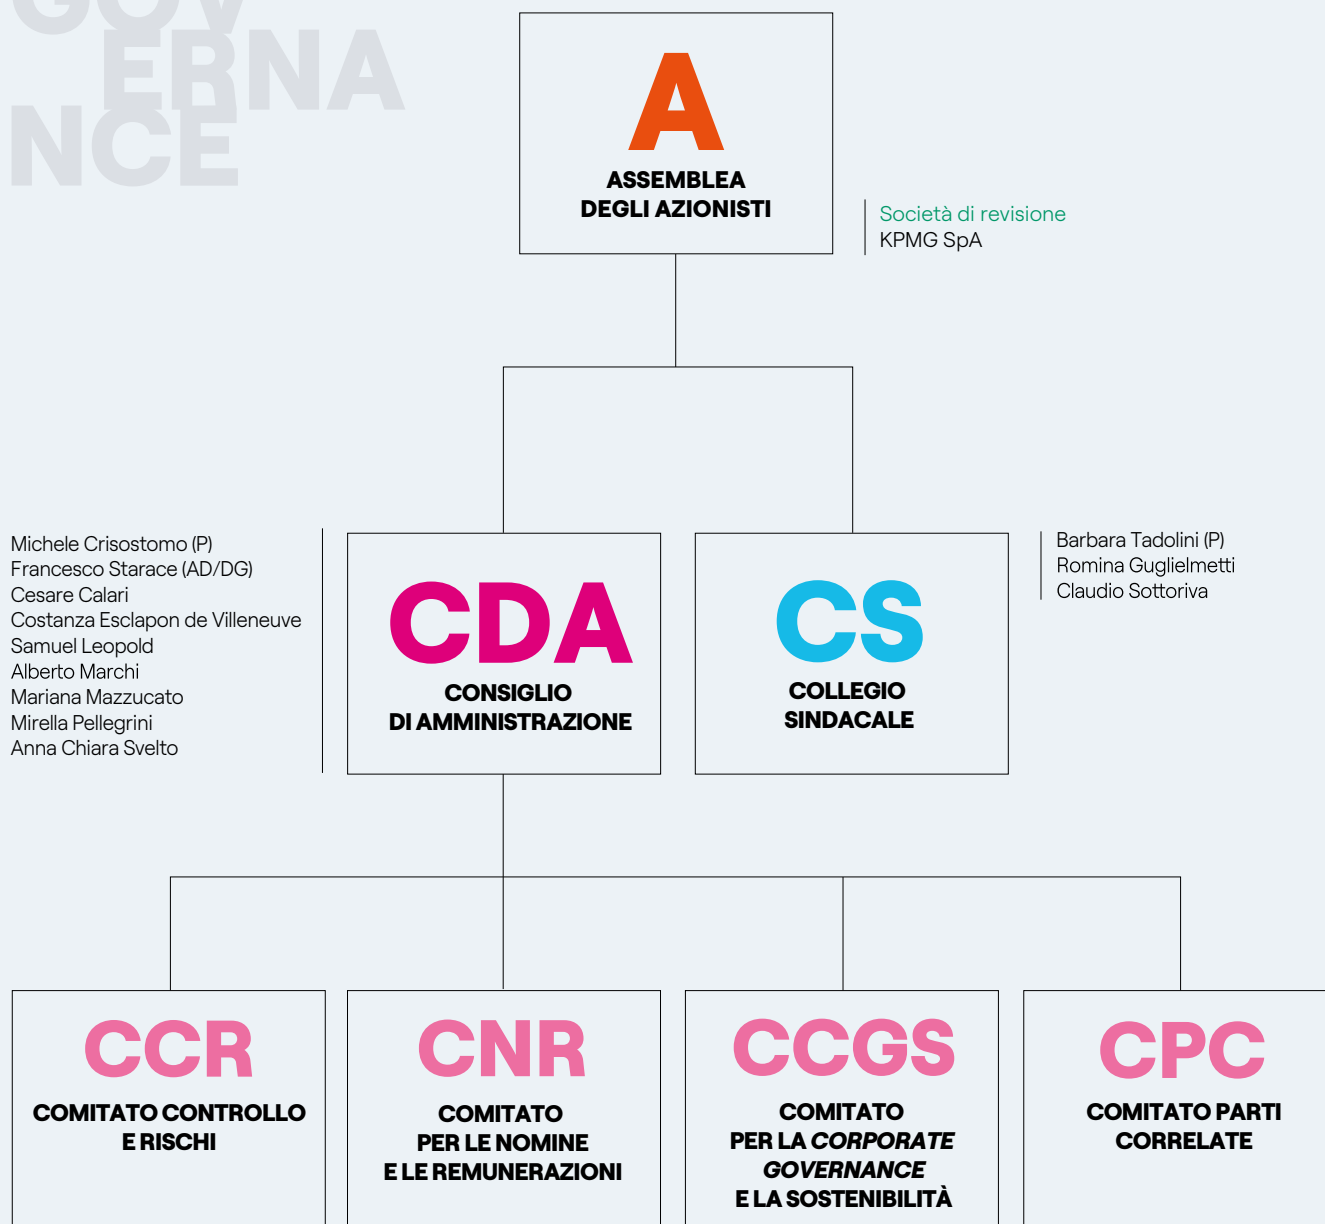 GOV
ERNA
NCE
A
ASSEMBLEA
DEGLI AZIONISTI
Società di revisione
KPMG SpA
Michele Crisostomo (P)
Francesco Starace (AD/DG)
Cesare Calari
Costanza Esclapon de Villeneuve
Samuel Leopold
Alberto Marchi
Mariana Mazzucato
Mirella Pellegrini
Anna Chiara Svelto
CDA
CONSIGLIO
DI AMMINISTRAZIONE
CS
COLLEGIO
SINDACALE
Barbara Tadolini (P)
Romina Guglielmetti
Claudio Sottoriva
CCR
COMITATO CONTROLLO
E RISCHI
CNR
COMITATO
PER LE NOMINE
E LE REMUNERAZIONI
CCGS
COMITATO
PER LA CORPORATE
GOVERNANCE
E LA SOSTENIBILITÀ
CPC
COMITATO PARTI
CORRELATE